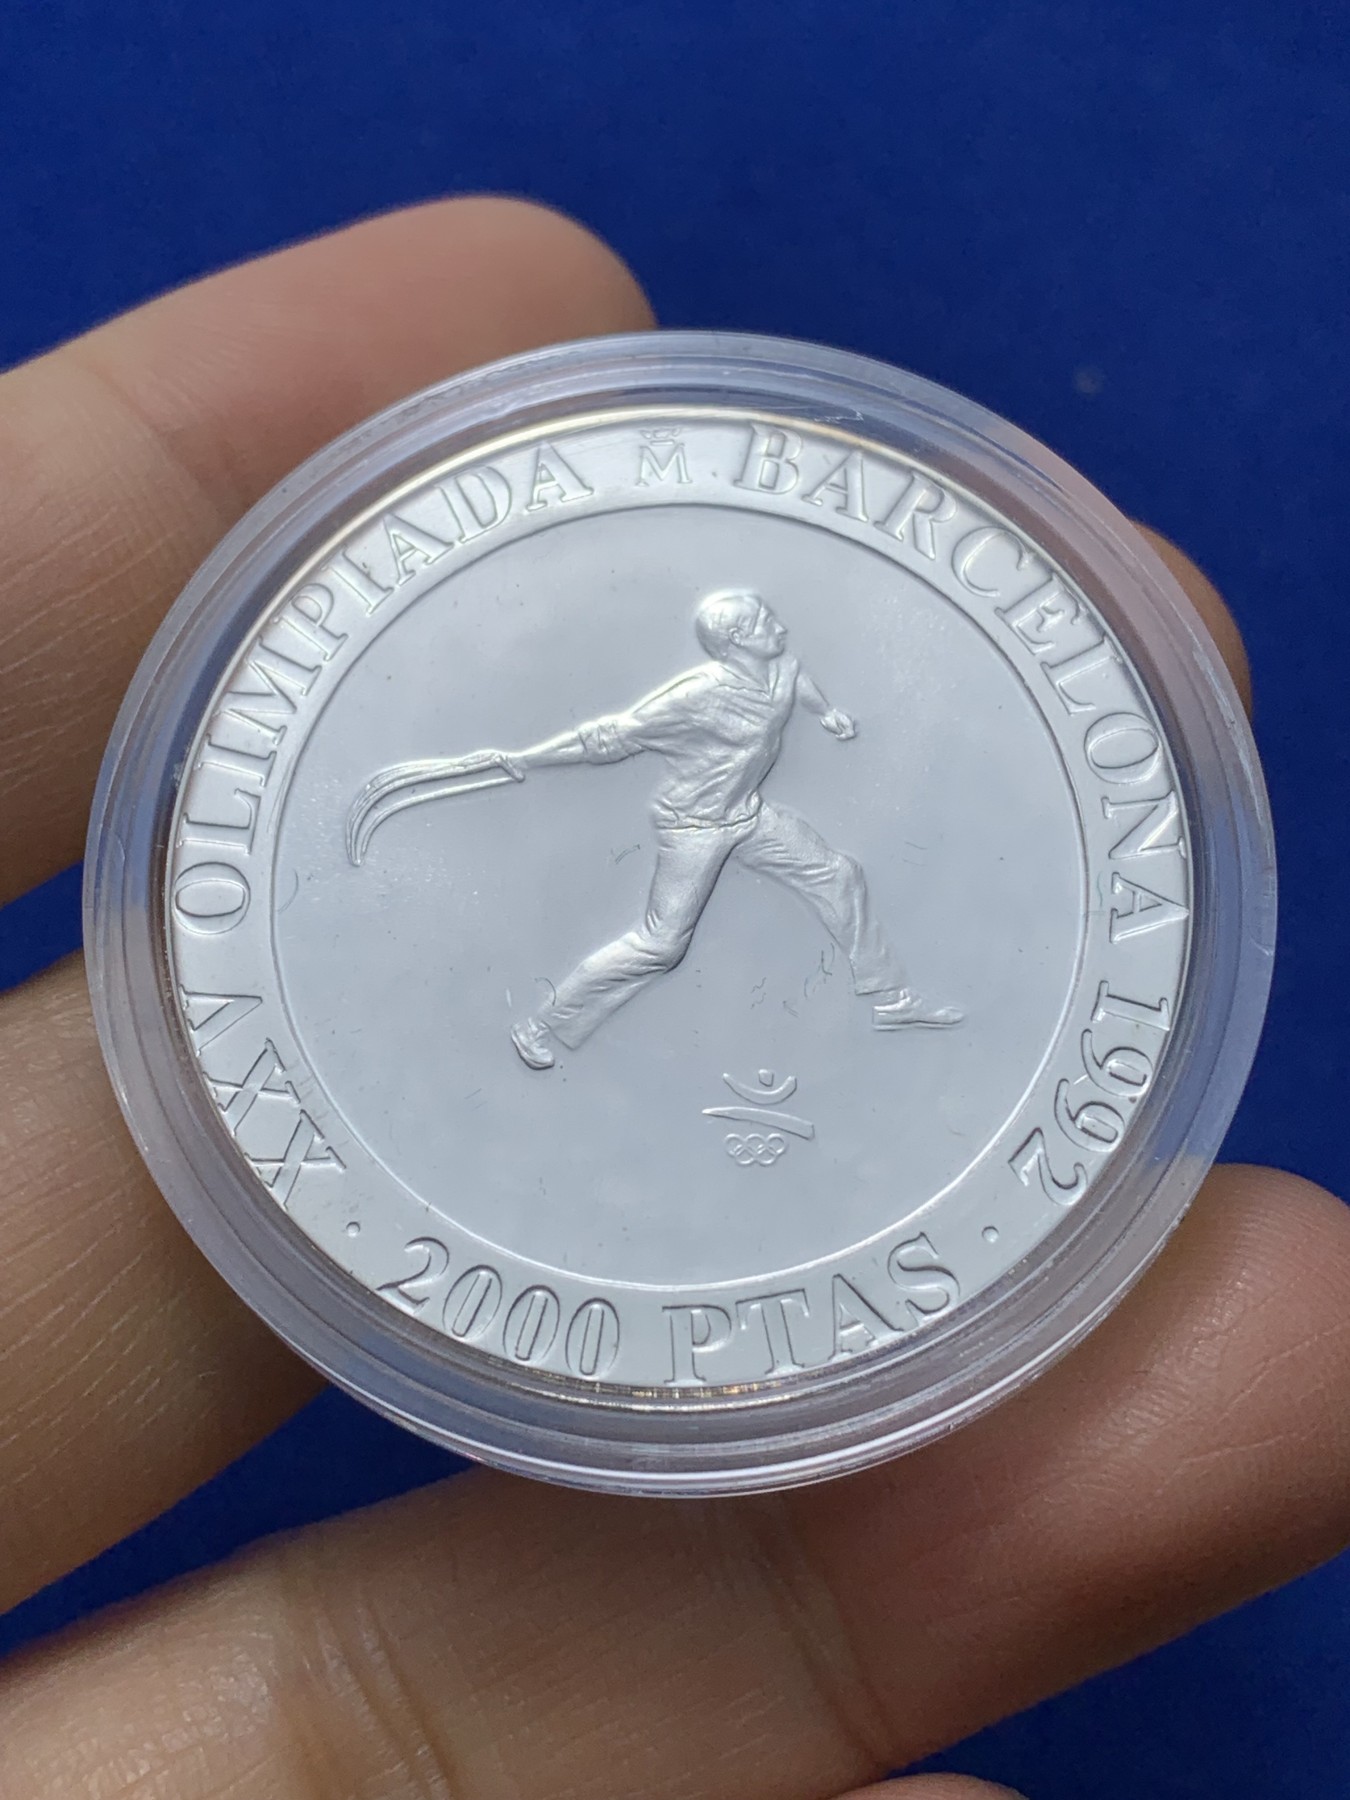 XXV OLIMPIADA M BARCELONA 1992
· 2000 PTAS ·